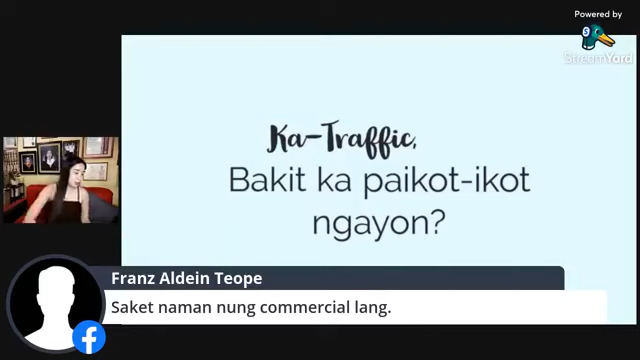 Powered by
StreamYard
Ka-Traffic,
Bakit ka paikot-ikot
ngayon?
Franz Aldein Teope
Saket naman nung commercial lang.